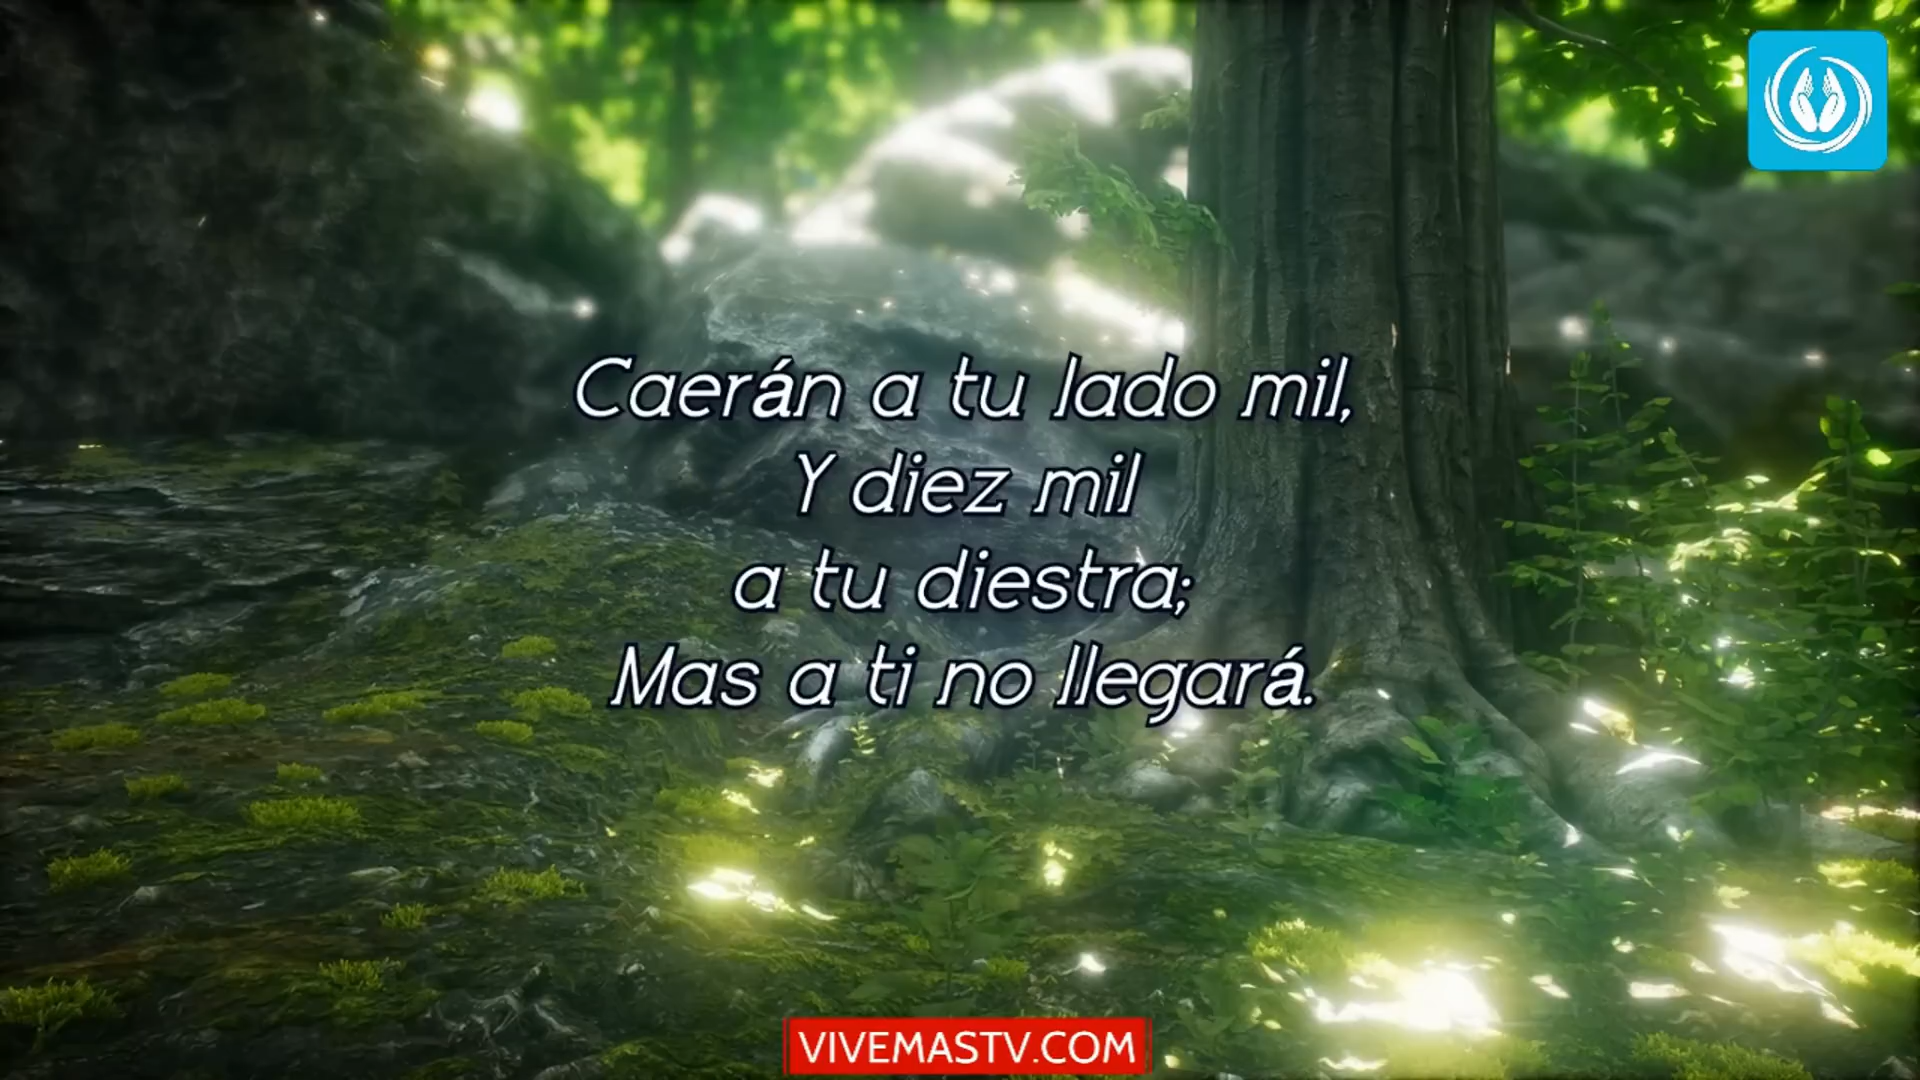 Caerán a tu lado mil,
Y diez mil
a tu diestra;
Mas a ti no llegará.
VIVEMASTV.COM